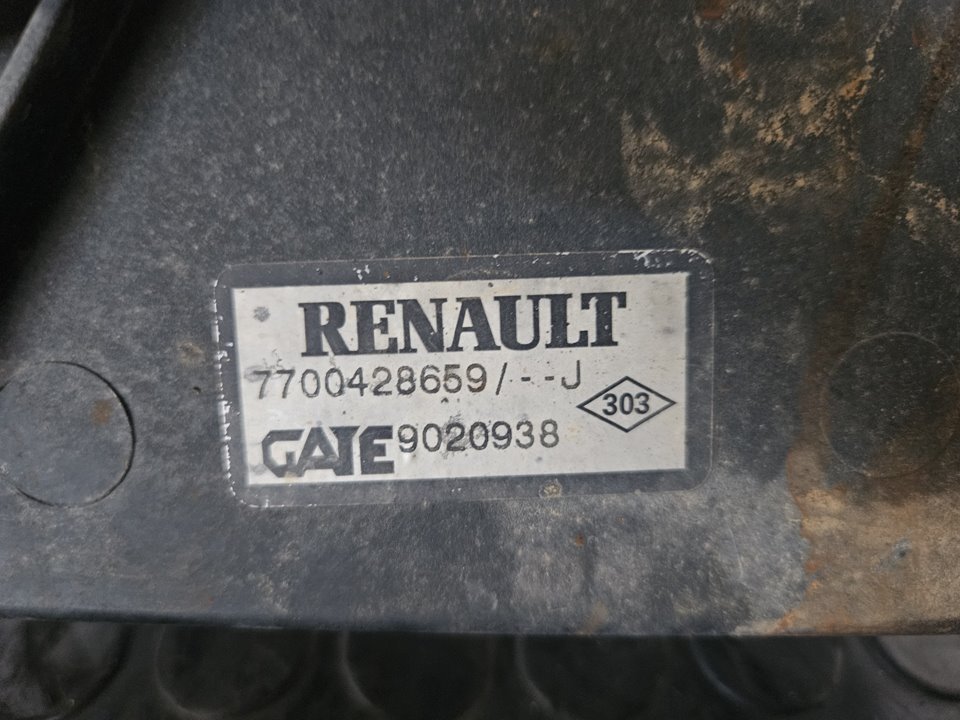 RENAULT
7700428659/--J
303
GATE 9020938